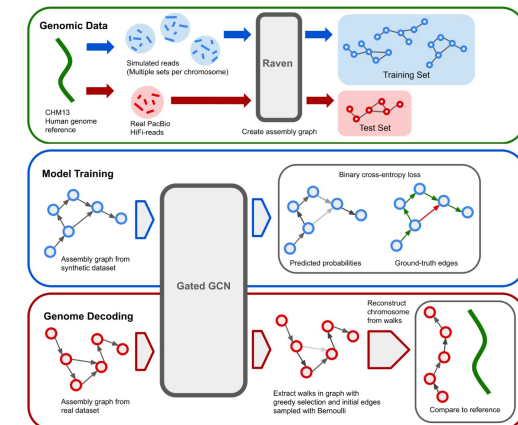 Genomic Data
Simulated reads
(Multiple sets per chromosome)
Raven
Training Set
CHM13
Human genome
reference
Real PacBio
HiFi-reads
Create assembly graph
Test Set
Model Training
Binary cross-entropy loss
Assembly graph from
synthetic dataset
Gated GCN
Predicted probabilities
Ground-truth edges
Genome Decoding
Reconstruct
chromosome
from walks
Assembly graph from
real dataset
Extract walks in graph with
greedy selection and initial edges
sampled with Bernoulli
Compare to reference